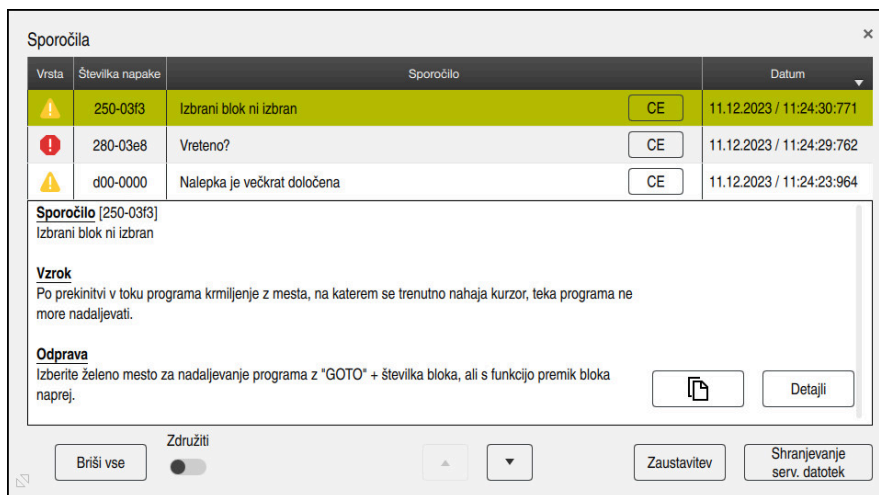 Sporočila
Vrsta Številka napake Sporočilo Datum
250-03f3 Izbrani blok ni izbran CE 11.12.2023 / 11:24:30:771
280-03e8 Vreteno? CE 11.12.2023 / 11:24:29:762
d00-0000 Nalepka je večkrat določena CE 11.12.2023 / 11:24:23:964
Sporočilo [250-03f3]
Izbrani blok ni izbran
Vzrok
Po prekinitvi v toku programa krmiljenje z mesta, na katerem se trenutno nahaja kurzor, teka programa ne
more nadaljevati.
Odprava
Izberite želeno mesto za nadaljevanje programa z "GOTO" + številka bloka, ali s funkcijo premik bloka
naprej.
Detajli
Briši vse
Združiti
Zaustavitev
Shranjevanje
serv. datotek